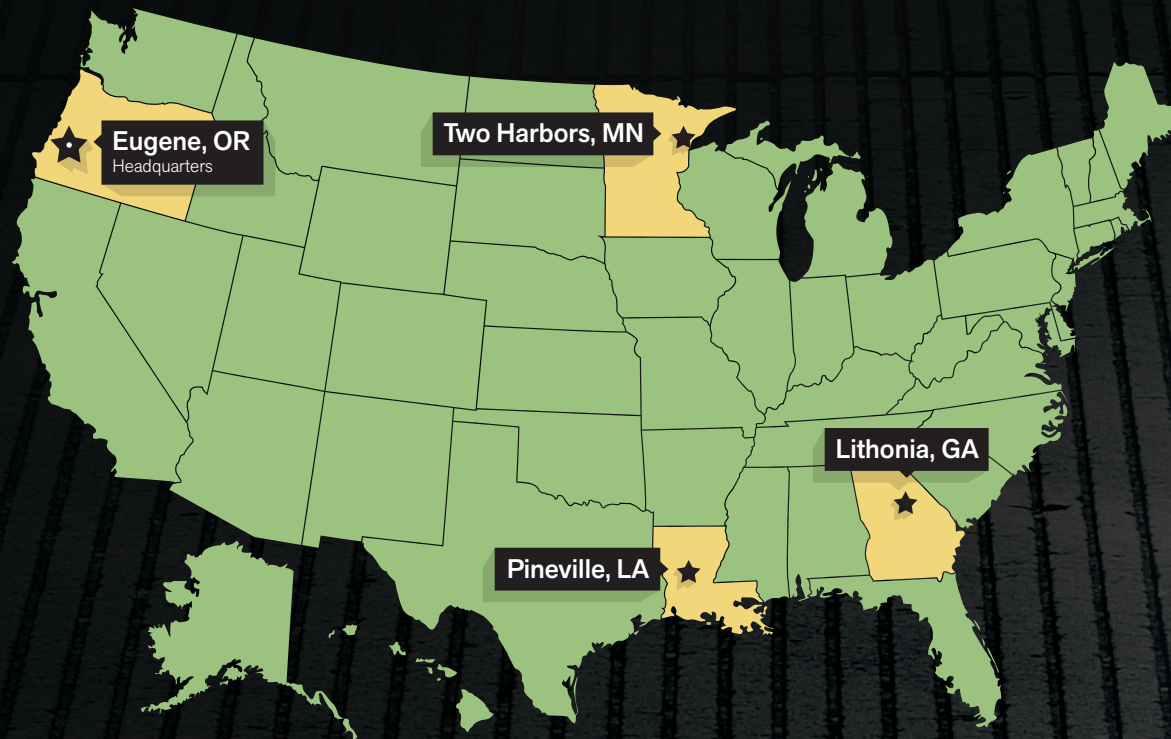 Eugene, OR
Headquarters
Two Harbors, MN
Lithonia, GA
Pineville, LA